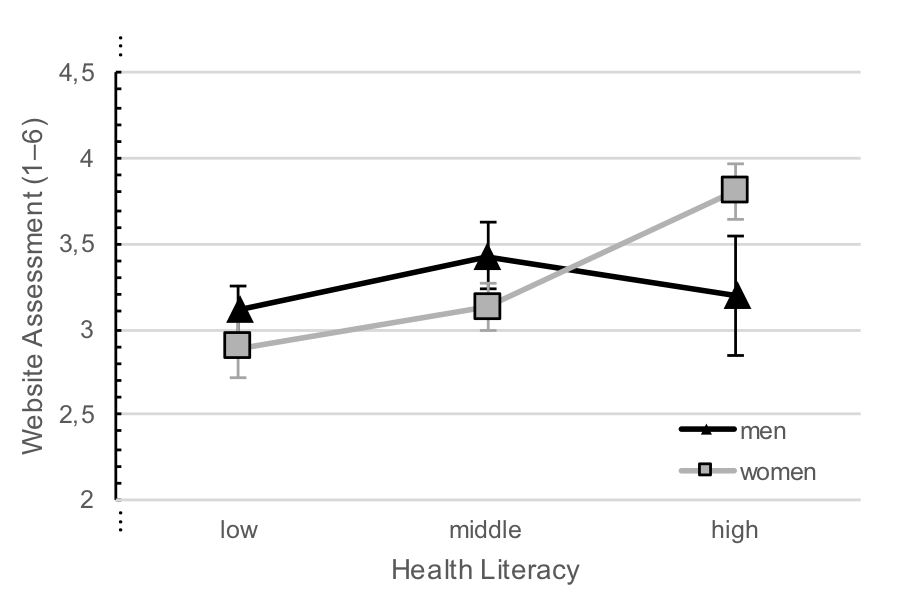 4,5
4
3,5
3
2,5
2
Website Assessment (1–6)
men
women
low middle high
Health Literacy